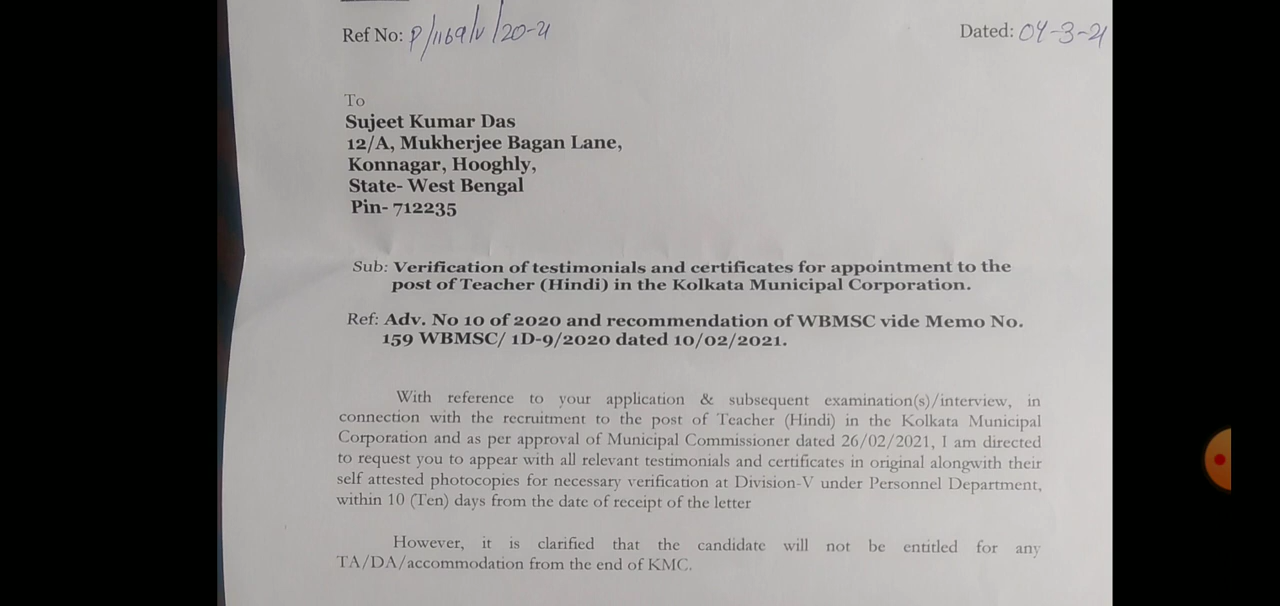 Ref No: P/1169/V/20-21
Dated: 04-3-21
To
Sujeet Kumar Das
12/A, Mukherjee Bagan Lane,
Konnagar, Hooghly,
State- West Bengal
Pin- 712235
Sub: Verification of testimonials and certificates for appointment to the
post of Teacher (Hindi) in the Kolkata Municipal Corporation.
Ref: Adv. No 10 of 2020 and recommendation of WBMSC vide Memo No.
159 WBMSC/ 1D-9/2020 dated 10/02/2021.
With reference to your application & subsequent examination(s)/interview, in
connection with the recruitment to the post of Teacher (Hindi) in the Kolkata Municipal
Corporation and as per approval of Municipal Commissioner dated 26/02/2021, I am directed
to request you to appear with all relevant testimonials and certificates in original alongwith their
self attested photocopies for necessary verification at Division-V under Personnel Department,
within 10 (Ten) days from the date of receipt of the letter
However, it is clarified that the candidate will not be entitled for any
TA/DA/accommodation from the end of KMC.